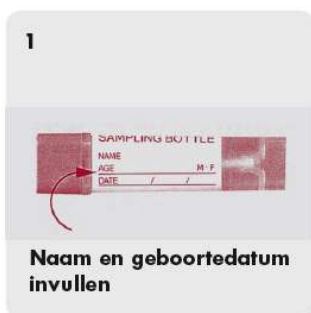 1
SAMPLING BOTTLE
NAME
AGE M · F
DATE / /
Naam en geboortedatum
invullen